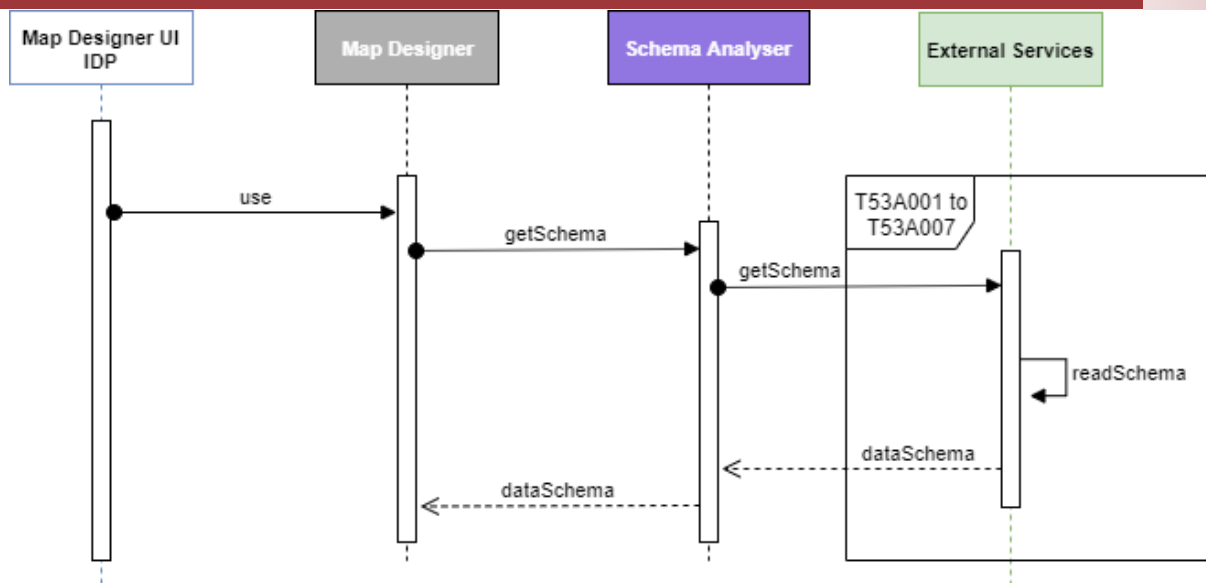 Map Designer UI
IDP
Map Designer
Schema Analyser
External Services
T53A001 to
T53A007
use
getSchema
getSchema
readSchema
dataSchema
dataSchema